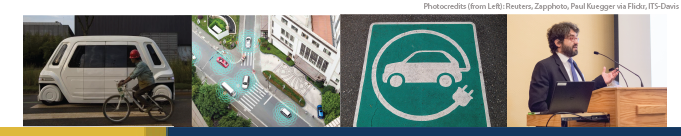 Photocredits (from Left): Reuters, Zapphoto, Paul Kuegger via Flickr, ITS-Davis